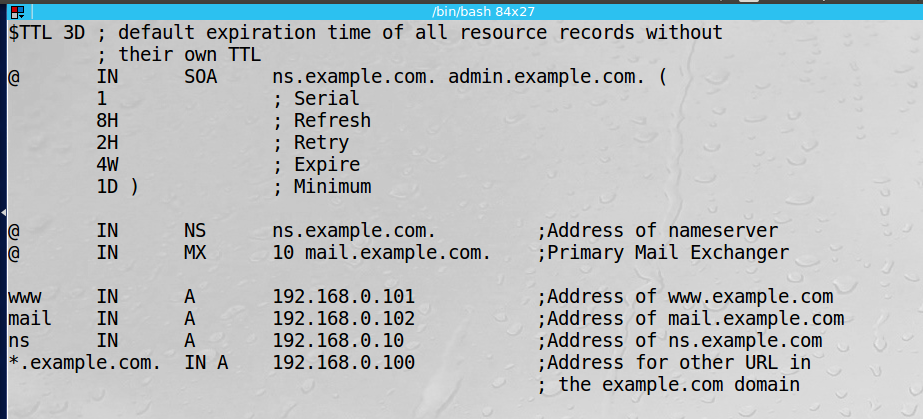 /bin/bash 84x27
$TTL 3D ; default expiration time of all resource records without
        ; their own TTL
@       IN      SOA     ns.example.com. admin.example.com. (
        1               ; Serial
        8H              ; Refresh
        2H              ; Retry
        4W              ; Expire
        1D )            ; Minimum
@       IN      NS      ns.example.com.         ;Address of nameserver
@       IN      MX      10 mail.example.com.    ;Primary Mail Exchanger
www     IN      A       192.168.0.101           ;Address of www.example.com
mail    IN      A       192.168.0.102           ;Address of mail.example.com
ns      IN      A       192.168.0.10            ;Address of ns.example.com
*.example.com.  IN A    192.168.0.100           ;Address for other URL in
                                                ; the example.com domain